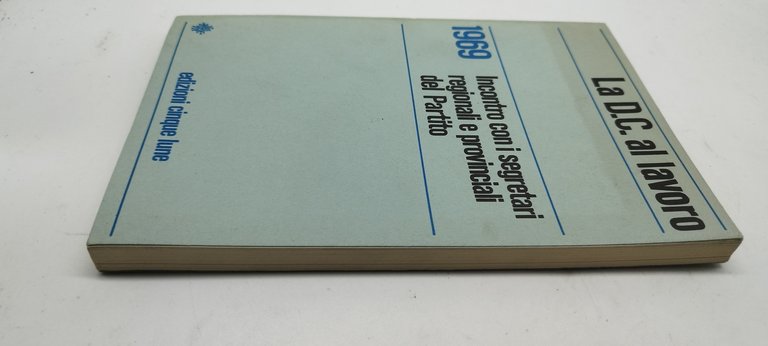 La D.C. al lavoro
1969
Incontro con i segretari
regionali e provinciali
del Partito
edizioni cinque lune